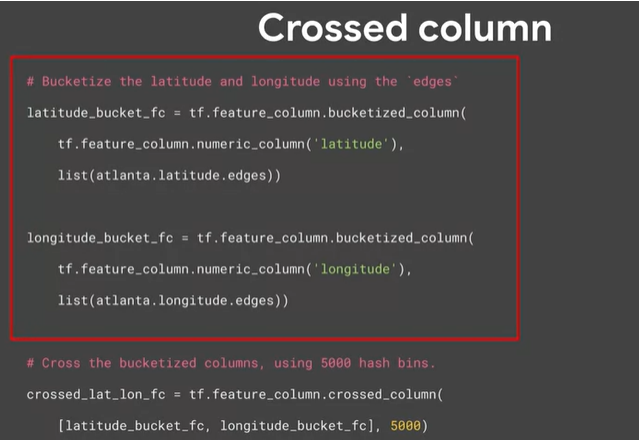 Crossed column
# Bucketize the latitude and longitude using the `edges`
latitude_bucket_fc = tf.feature_column.bucketized_column(
    tf.feature_column.numeric_column('latitude'),
    list(atlanta.latitude.edges))
longitude_bucket_fc = tf.feature_column.bucketized_column(
    tf.feature_column.numeric_column('longitude'),
    list(atlanta.longitude.edges))
# Cross the bucketized columns, using 5000 hash bins.
crossed_lat_lon_fc = tf.feature_column.crossed_column(
    [latitude_bucket_fc, longitude_bucket_fc], 5000)